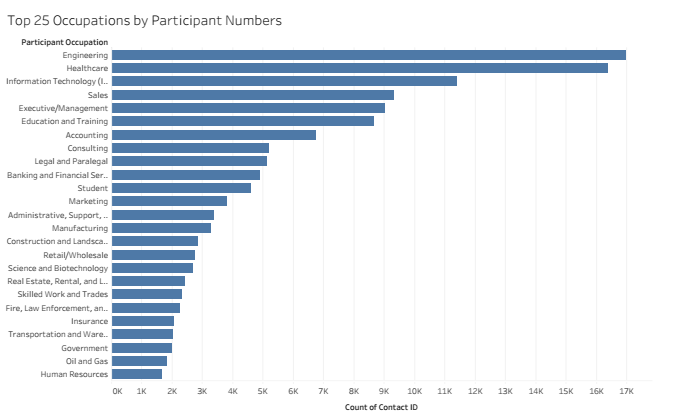 Top 25 Occupations by Participant Numbers
Participant Occupation
Engineering
Healthcare
Information Technology (I..
Sales
Executive/Management
Education and Training
Accounting
Consulting
Legal and Paralegal
Banking and Financial Ser..
Student
Marketing
Administrative, Support, ..
Manufacturing
Construction and Landsca..
Retail/Wholesale
Science and Biotechnology
Real Estate, Rental, and L..
Skilled Work and Trades
Fire, Law Enforcement, an..
Insurance
Transportation and Ware..
Government
Oil and Gas
Human Resources
0K 1K 2K 3K 4K 5K 6K 7K 8K 9K 10K 11K 12K 13K 14K 15K 16K 17K
Count of Contact ID